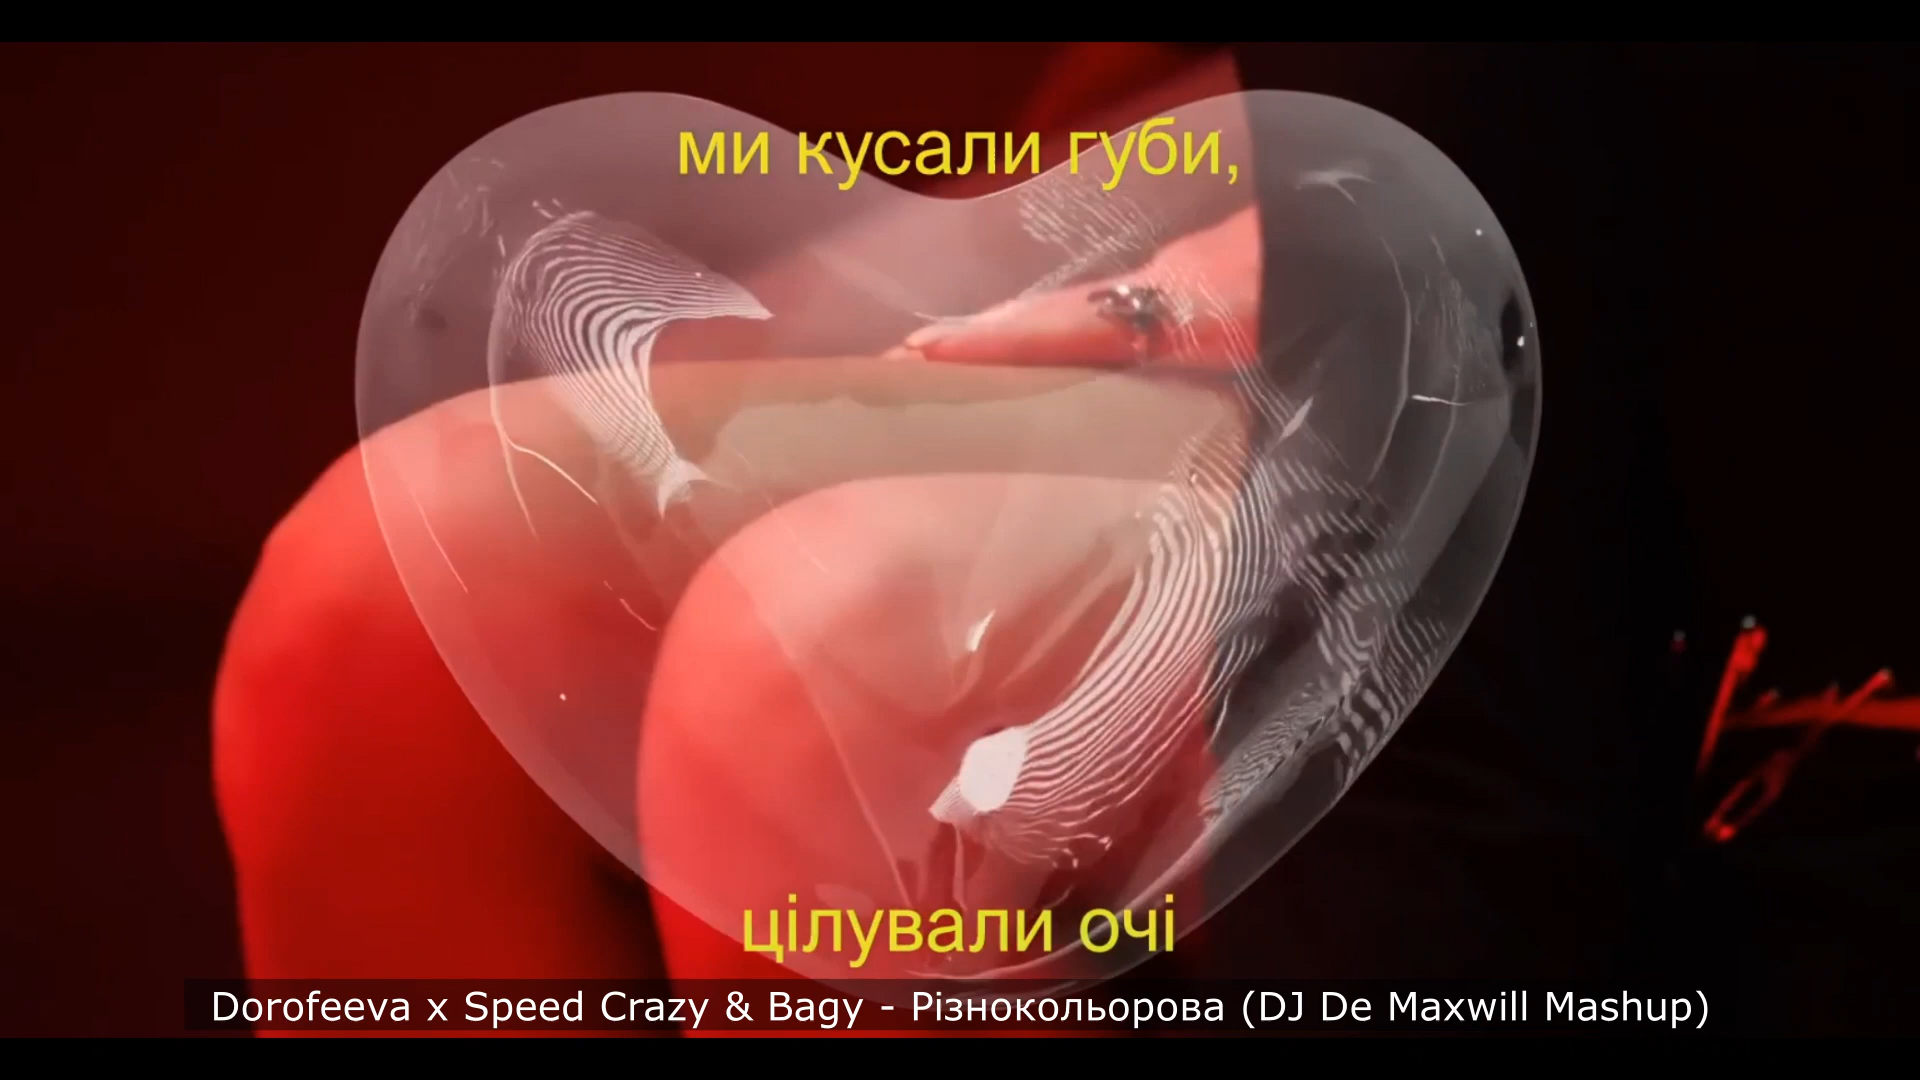 ми кусали губи,
цілували очі
Dorofeeva x Speed Crazy & Bagy - Різнокольорова (DJ De Maxwill Mashup)